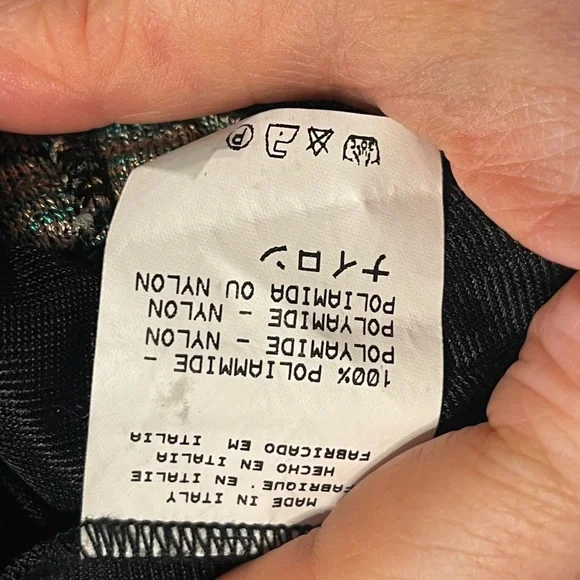 MADE IN ITALY
FABRIQUE' EN ITALIE
HECHO EN ITALIA
FABRICADO EM ITALIA
100% POLIAMMIDE -
POLYAMIDE - NYLON
POLYAMIDE - NYLON
POLIAMIDA OU NYLON
ナイロン
P